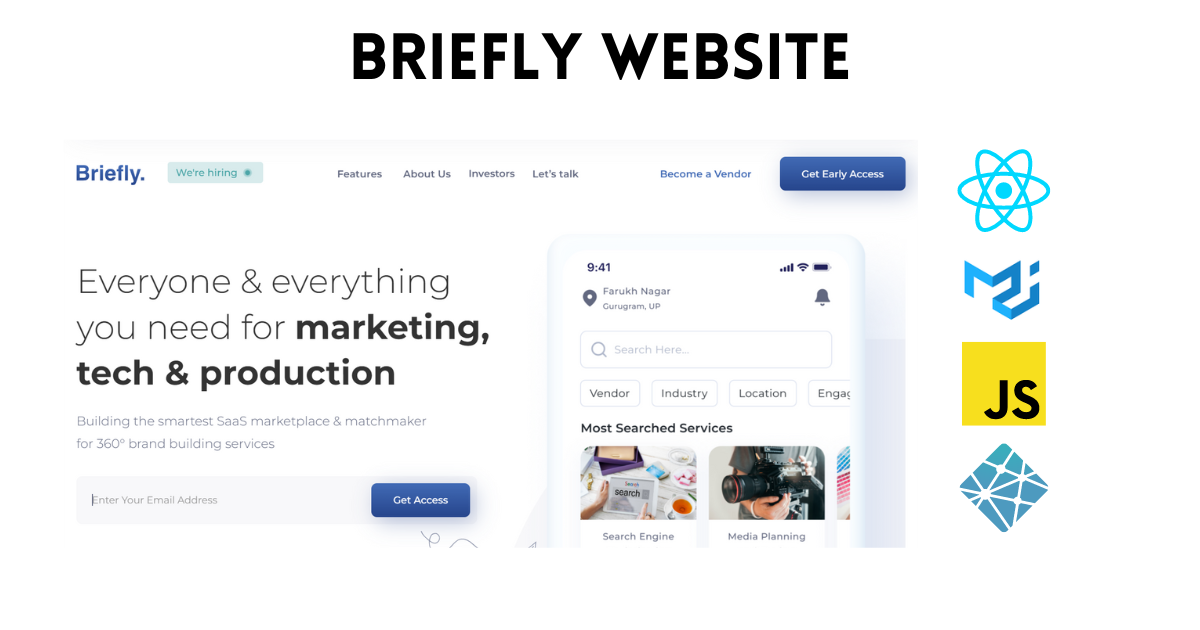 BRIEFLY WEBSITE
Briefly.
We're hiring
Features
About Us
Investors
Let's talk
Become a Vendor
Get Early Access
Everyone & everything
you need for marketing,
tech & production
Building the smartest SaaS marketplace & matchmaker
for 360° brand building services
Enter Your Email Address
Get Access
9:41
Farukh Nagar
Gurugram, UP
Search Here...
Vendor
Industry
Location
Engag
Most Searched Services
Search
search
Search Engine
Media Planning
JS